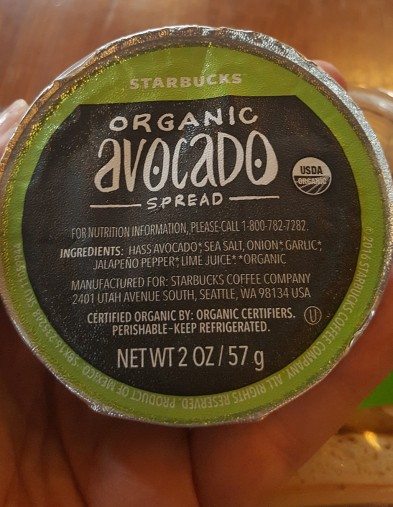 STARBUCKS
ORGANIC
avocado
SPREAD
USDA
ORGANIC
FOR NUTRITION INFORMATION, PLEASE CALL 1-800-782-7282.
INGREDIENTS: HASS AVOCADO*, SEA SALT, ONION*, GARLIC*,
JALAPEÑO PEPPER*, LIME JUICE*. *ORGANIC
MANUFACTURED FOR: STARBUCKS COFFEE COMPANY
2401 UTAH AVENUE SOUTH, SEATTLE, WA 98134 USA
CERTIFIED ORGANIC BY: ORGANIC CERTIFIERS.
PERISHABLE-KEEP REFRIGERATED.
U
NET WT 2 OZ / 57 g
©2016 STARBUCKS COFFEE COMPANY. ALL RIGHTS RESERVED. PRODUCT OF MEXICO.